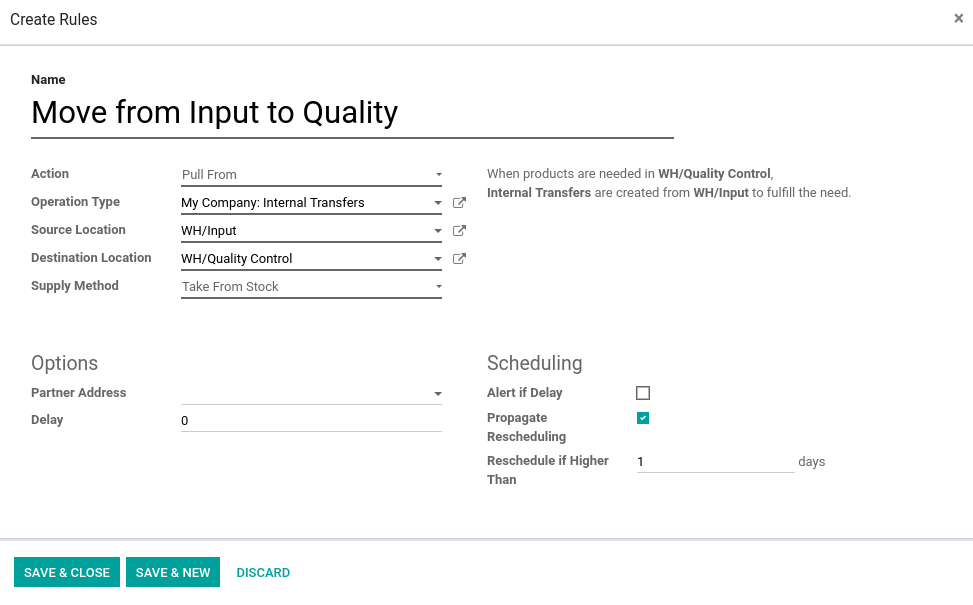 Create Rules
×
Name
Move from Input to Quality
Action
Pull From
When products are needed in WH/Quality Control,
Internal Transfers are created from WH/Input to fulfill the need.
Operation Type
My Company: Internal Transfers
Source Location
WH/Input
Destination Location
WH/Quality Control
Supply Method
Take From Stock
Options
Partner Address
Delay
0
Scheduling
Alert if Delay
Propagate
Rescheduling
Reschedule if Higher
Than
1
days
SAVE & CLOSE
SAVE & NEW
DISCARD